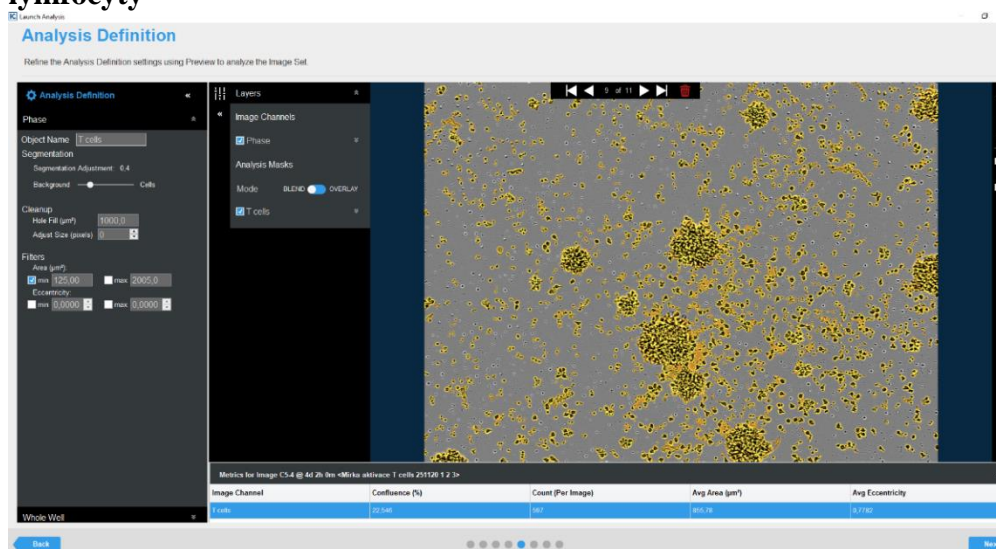 lymfocyty
Launch Analysis
Analysis Definition
Refine the Analysis Definition settings using Preview to analyze the Image Set.
Analysis Definition
Phase
Object Name T cells
Segmentation
Segmentation Adjustment: 0,4
Background Cells
Cleanup
Hole Fill (µm²) 1000,0
Adjust Size (pixels) 0
Filters
Area (µm²):
min 125,00 max 2005,0
Eccentricity:
min 0,0000 max 0,0000
Whole Well
Layers
Image Channels
Phase
Analysis Masks
Mode BLEND OVERLAY
T cells
9 of 11
Metrics for Image C5-4 @ 4d 2h 0m <Mirka aktivace T cells 251120 1 2 3>
Image Channel Confluence (%) Count (Per Image) Avg Area (µm²) Avg Eccentricity
T cells 22,546 587 0,7782
Back